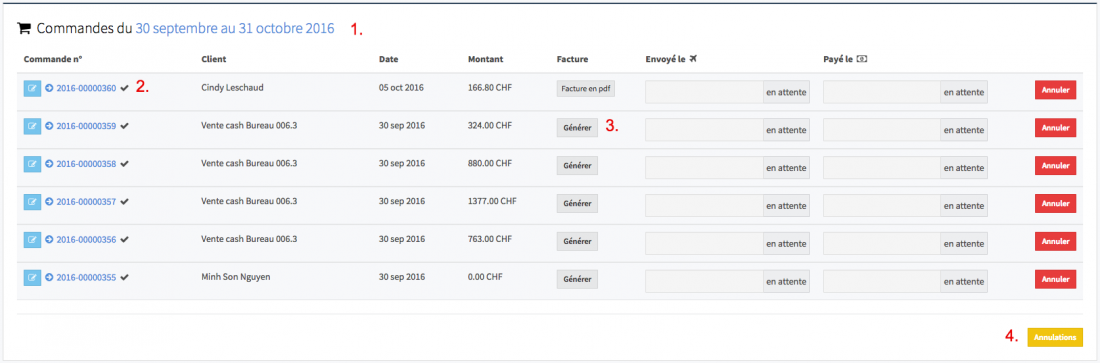 Commandes du 30 septembre au 31 octobre 2016 1.
Commande n° Client Date Montant Facture Envoyé le Payé le
2016-00000360 2. Cindy Leschaud 05 oct 2016 166.80 CHF Facture en pdf en attente en attente Annuler
2016-00000359 Vente cash Bureau 006.3 30 sep 2016 324.00 CHF Générer 3. en attente en attente Annuler
2016-00000358 Vente cash Bureau 006.3 30 sep 2016 880.00 CHF Générer en attente en attente Annuler
2016-00000357 Vente cash Bureau 006.3 30 sep 2016 1377.00 CHF Générer en attente en attente Annuler
2016-00000356 Vente cash Bureau 006.3 30 sep 2016 763.00 CHF Générer en attente en attente Annuler
2016-00000355 Minh Son Nguyen 30 sep 2016 0.00 CHF Générer en attente en attente Annuler
4. Annulations